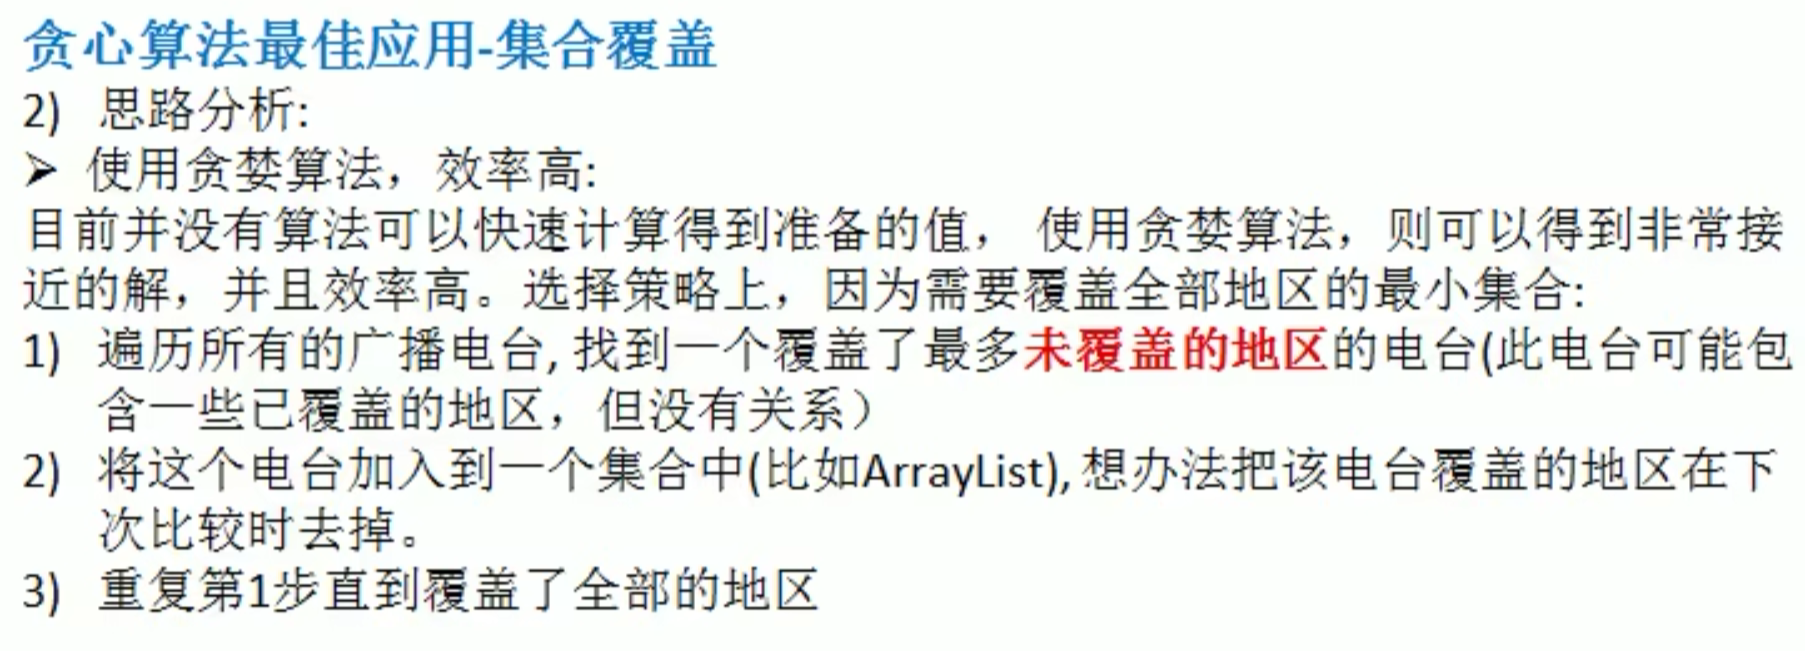 贪心算法最佳应用-集合覆盖
2) 思路分析:
➢ 使用贪婪算法，效率高:
目前并没有算法可以快速计算得到准备的值， 使用贪婪算法，则可以得到非常接
近的解，并且效率高。选择策略上，因为需要覆盖全部地区的最小集合:
1) 遍历所有的广播电台, 找到一个覆盖了最多未覆盖的地区的电台(此电台可能包
含一些已覆盖的地区，但没有关系）
2) 将这个电台加入到一个集合中(比如ArrayList), 想办法把该电台覆盖的地区在下
次比较时去掉。
3) 重复第1步直到覆盖了全部的地区